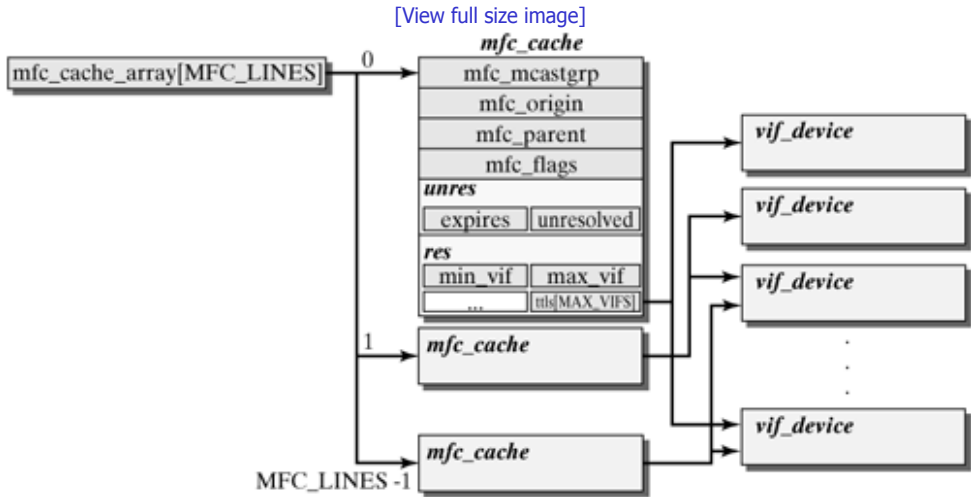 [View full size image]
mfc_cache
mfc_cache_array[MFC_LINES]
0
mfc_mcastgrp
mfc_origin
mfc_parent
mfc_flags
unres
expires
unresolved
res
min_vif
max_vif
...
ttls[MAX_VIFS]
1
mfc_cache
MFC_LINES -1
mfc_cache
vif_device
vif_device
vif_device
.
.
.
vif_device